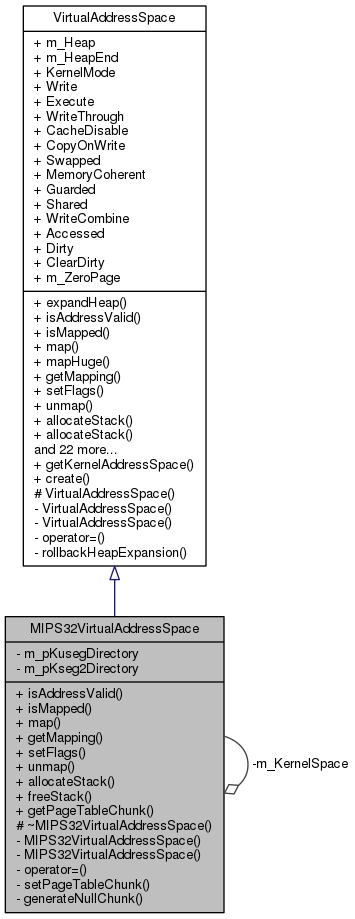 VirtualAddressSpace
+ m_Heap
+ m_HeapEnd
+ KernelMode
+ Write
+ Execute
+ WriteThrough
+ CacheDisable
+ CopyOnWrite
+ Swapped
+ MemoryCoherent
+ Guarded
+ Shared
+ WriteCombine
+ Accessed
+ Dirty
+ ClearDirty
+ m_ZeroPage
+ expandHeap()
+ isAddressValid()
+ isMapped()
+ map()
+ mapHuge()
+ getMapping()
+ setFlags()
+ unmap()
+ allocateStack()
+ allocateStack()
and 22 more...
+ getKernelAddressSpace()
+ create()
# VirtualAddressSpace()
- VirtualAddressSpace()
- VirtualAddressSpace()
- operator=()
- rollbackHeapExpansion()
MIPS32VirtualAddressSpace
- m_pKusegDirectory
- m_pKseg2Directory
+ isAddressValid()
+ isMapped()
+ map()
+ getMapping()
+ setFlags()
+ unmap()
+ allocateStack()
+ freeStack()
+ getPageTableChunk()
# ~MIPS32VirtualAddressSpace()
- MIPS32VirtualAddressSpace()
- MIPS32VirtualAddressSpace()
- operator=()
- setPageTableChunk()
- generateNullChunk()
-m_KernelSpace